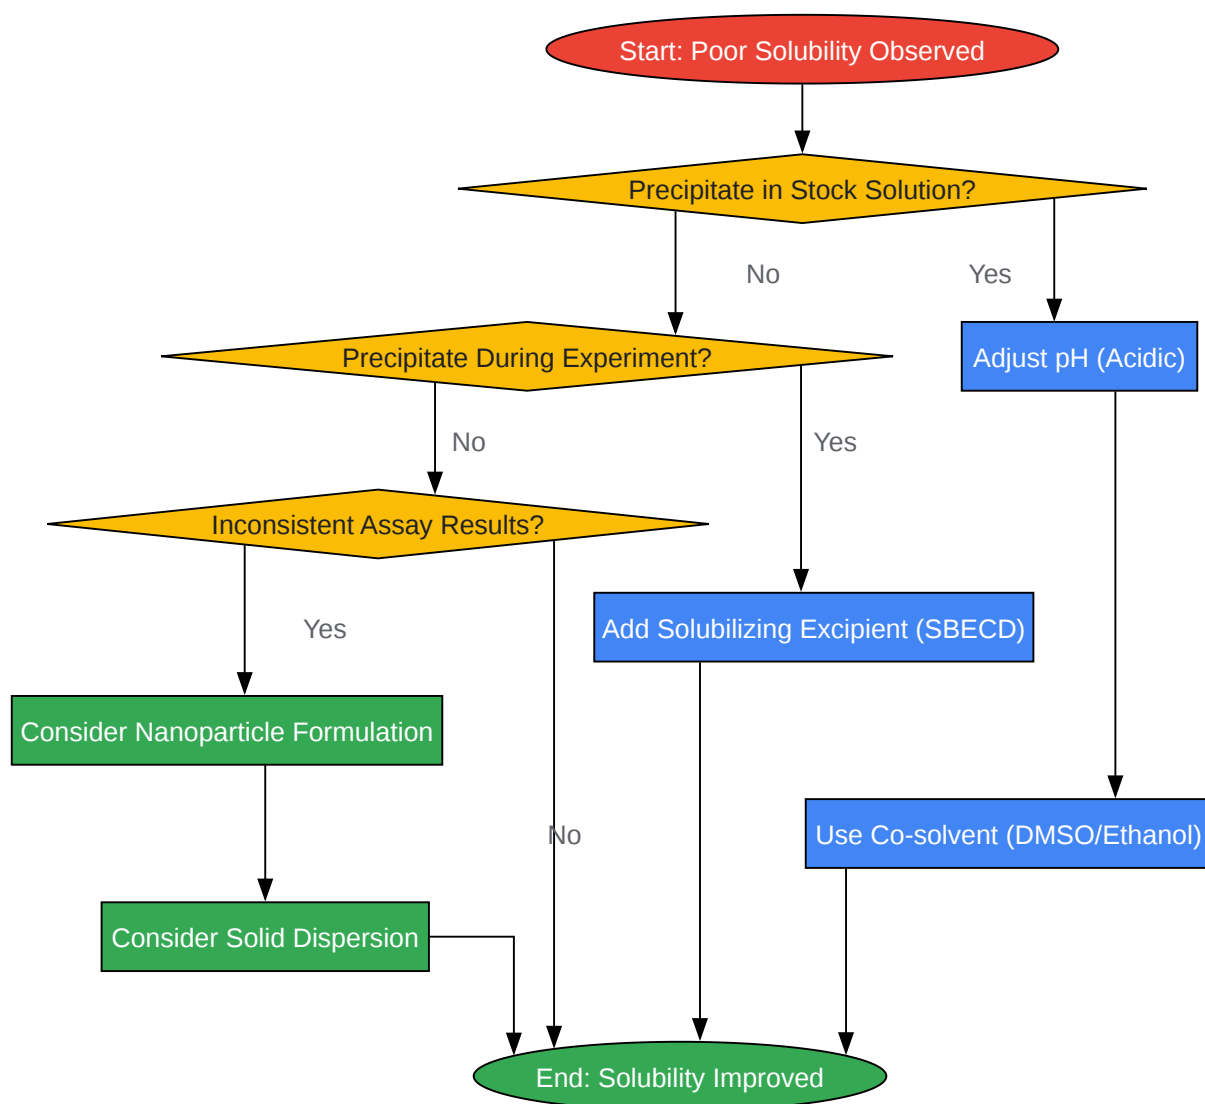 Start: Poor Solubility Observed
Precipitate in Stock Solution?
No
Yes
Precipitate During Experiment?
Adjust pH (Acidic)
No
Yes
Inconsistent Assay Results?
Yes
Add Solubilizing Excipient (SBECD)
Consider Nanoparticle Formulation
No
Use Co-solvent (DMSO/Ethanol)
Consider Solid Dispersion
End: Solubility Improved